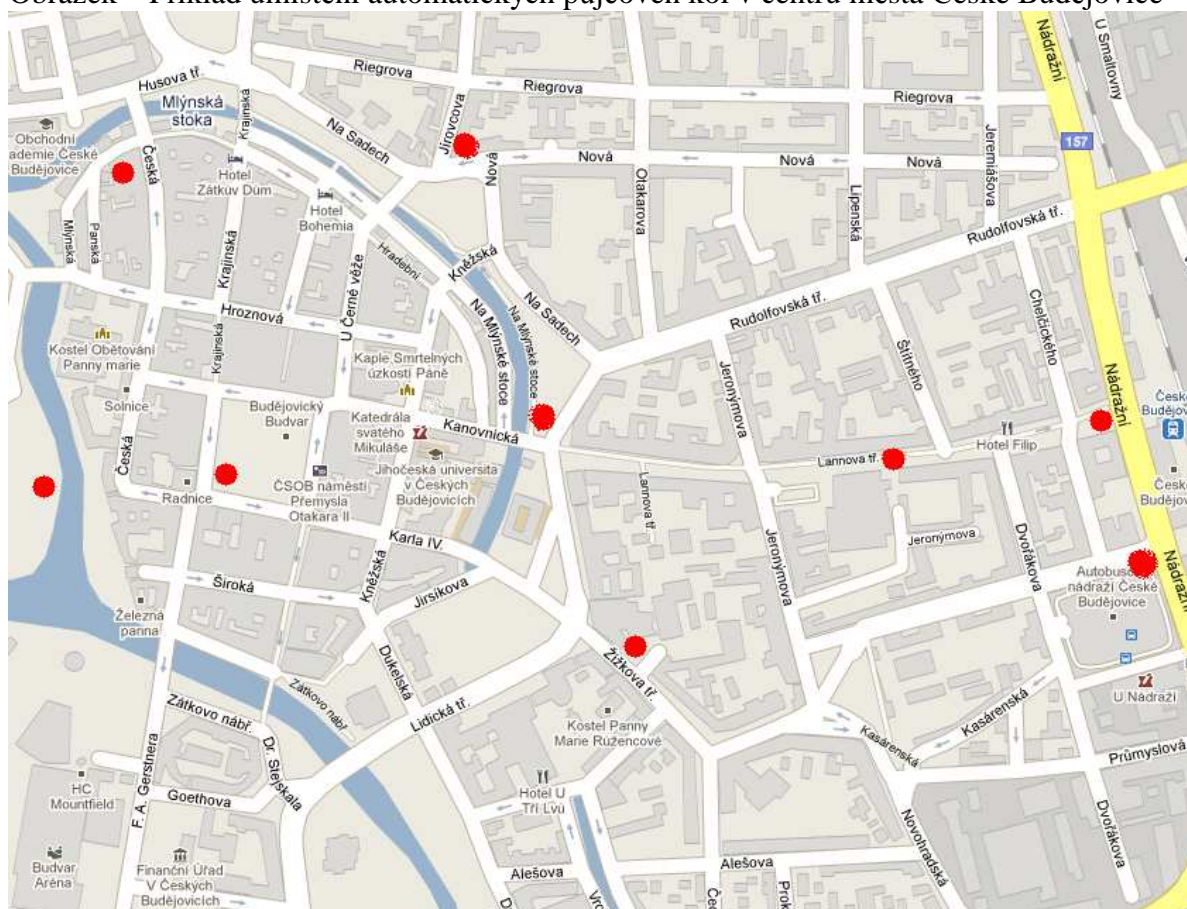 Obrázek – Příklad umístění automatických půjčoven kol v centru města České Budějovice
Riegrova
Riegrova
Riegrova
Husova tř.
Mlýnská
stoka
Obchodní
ademie České
Budějovice
Česká
Krajinská
Na Sadech
Jírovcova
Nová
Nová
Nová
Nová
Otakarova
Lipenská
Jeremiášova
Nádražní
U Smaltovny
157
Hotel
Zátkův Dům
Hotel
Bohemia
Mlýnská
Panská
Krajinská
Hradební
Kněžská
U Černé věže
Hroznová
Na Mlýnské stoce
Na Mlýnské stoce
Na Sadech
Rudolfovská tř.
Rudolfovská tř.
Chelčického
Štítného
Jeronýmova
Nádražní
Kostel Obětování
Panny marie
Krajinská
Kaple Smrtelných
úzkostí Páně
Solnice
Budějovický
Budvar
Katedrála
svatého
Mikuláše
Kanovnická
Jihočeská universita
v Českých
Budějovicích
Česká
Radnice
ČSOB náměstí
Přemysla
Otakara II
Lannova tř.
Lannova tř.
Hotel Filip
Česk
Budějo
Česk
Budějov
Karla IV.
Kněžská
Jeronýmova
Jeronýmova
Dvořákova
Široká
Jirsíkova
Autobuso
nádraží České
Budějovice
Nádražní
Železná
panna
Dukelská
Zátkovo nábř.
Zátkovo nábř.
Lidická tř.
Žižkova tř.
Kostel Panny
Marie Růžencové
U Nádraží
Kasárenská
Kasárenská
Průmyslová
F. A. Gerstnera
Dr. Stejskala
HC
Mountfield
Goethova
Hotel U
Tří Lvů
Novohradská
Dvořákova
Budvar
Aréna
Finanční Úřad
V Českých
Budějovicích
Alešova
Alešova